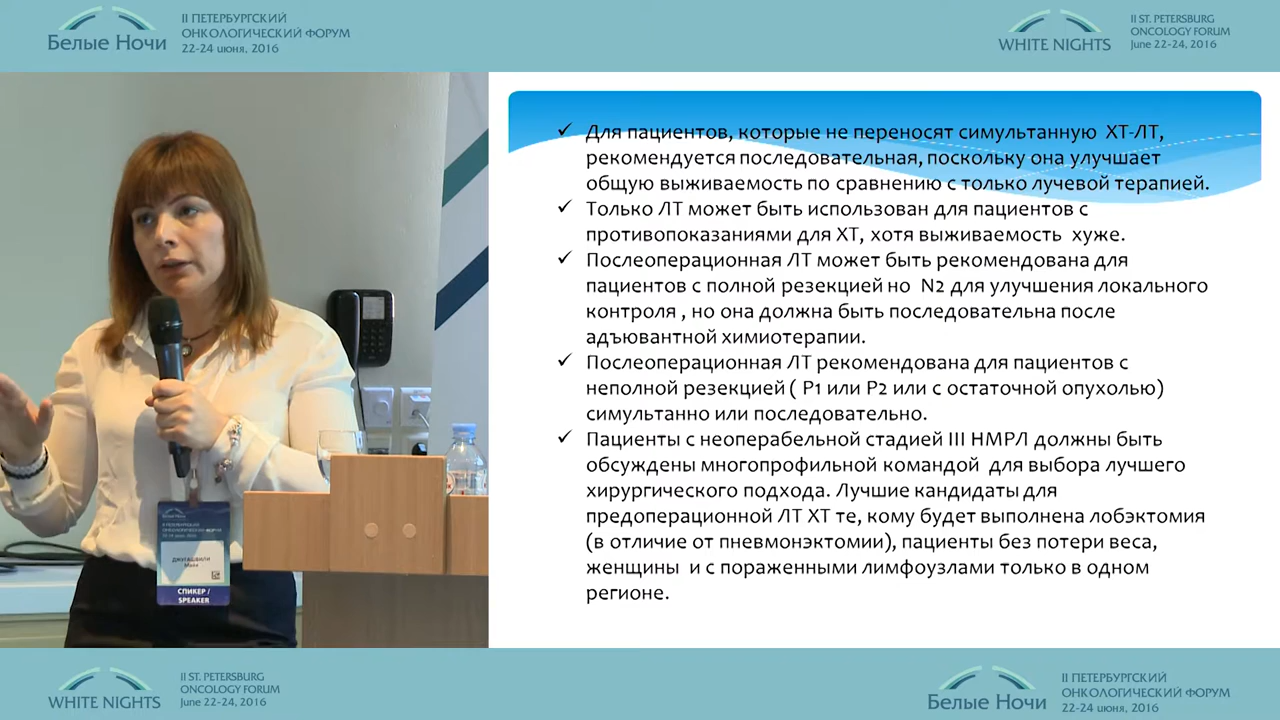 Белые Ночи
II ПЕТЕРБУРГСКИЙ
ОНКОЛОГИЧЕСКИЙ ФОРУМ
22-24 июня, 2016
WHITE NIGHTS
II ST. PETERSBURG
ONCOLOGY FORUM
June 22-24, 2016
✓ Для пациентов, которые не переносят симультанную ХТ-ЛТ,
рекомендуется последовательная, поскольку она улучшает
общую выживаемость по сравнению с только лучевой терапией.
✓ Только ЛТ может быть использован для пациентов с
противопоказаниями для ХТ, хотя выживаемость хуже.
✓ Послеоперационная ЛТ может быть рекомендована для
пациентов с полной резекцией но N2 для улучшения локального
контроля , но она должна быть последовательна после
адъювантной химиотерапии.
✓ Послеоперационная ЛТ рекомендована для пациентов с
неполной резекцией ( Р1 или Р2 или с остаточной опухолью)
симультанно или последовательно.
✓ Пациенты с неоперабельной стадией III НМРЛ должны быть
обсуждены многопрофильной командой для выбора лучшего
хирургического подхода. Лучшие кандидаты для
предоперационной ЛТ ХТ те, кому будет выполнена лобэктомия
(в отличие от пневмонэктомии), пациенты без потери веса,
женщины и с пораженными лимфоузлами только в одном
регионе.
ДЖУГАШВИЛИ
СПИКЕР /
SPEAKER
WHITE NIGHTS
II ST. PETERSBURG
ONCOLOGY FORUM
June 22-24, 2016
Белые Ночи
II ПЕТЕРБУРГСКИЙ
ОНКОЛОГИЧЕСКИЙ ФОРУМ
22-24 июня, 2016